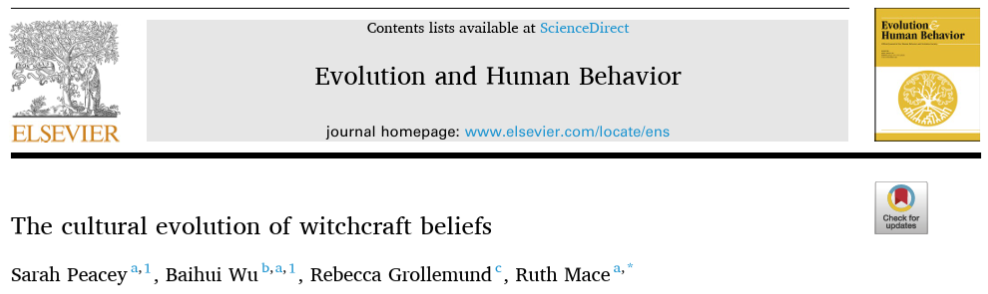 Contents lists available at ScienceDirect
Evolution and Human Behavior
journal homepage: www.elsevier.com/locate/ens
ELSEVIER
Evolution &
Human Behavior
Check for
updates
The cultural evolution of witchcraft beliefs
Sarah Peacey a,1, Baihui Wu b,a,1, Rebecca Grollemund c, Ruth Mace a,*